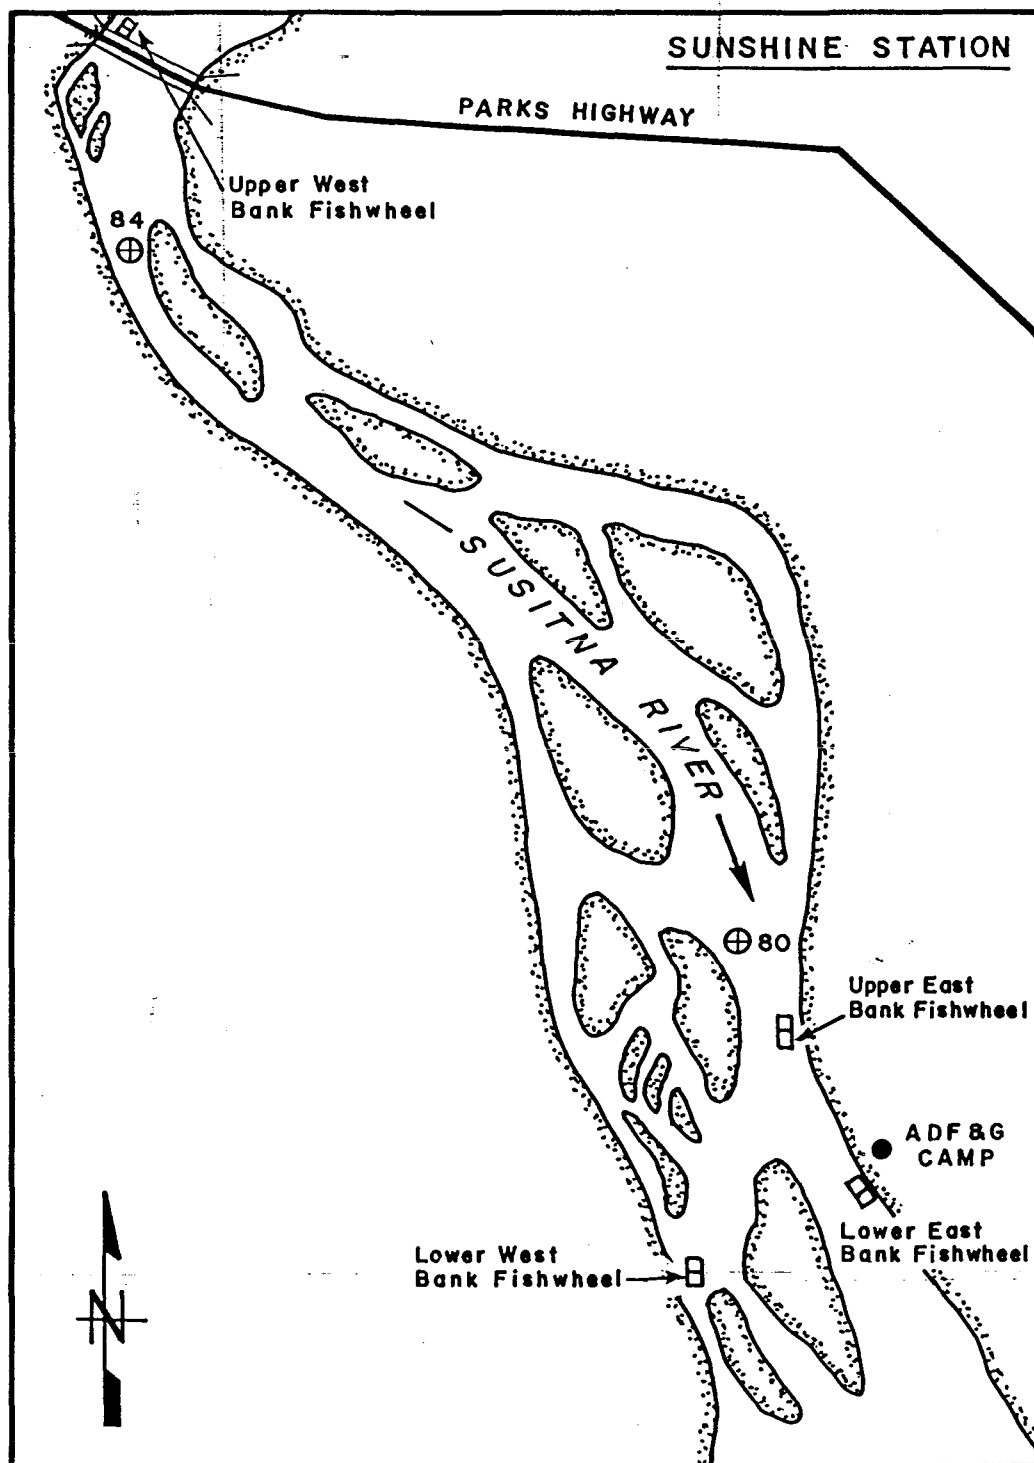 SUNSHINE STATION
PARKS HIGHWAY
Upper West
Bank Fishwheel
84
SUSITNA RIVER
80
Upper East
Bank Fishwheel
ADF&G
CAMP
Lower East
Bank Fishwheel
Lower West
Bank Fishwheel
N